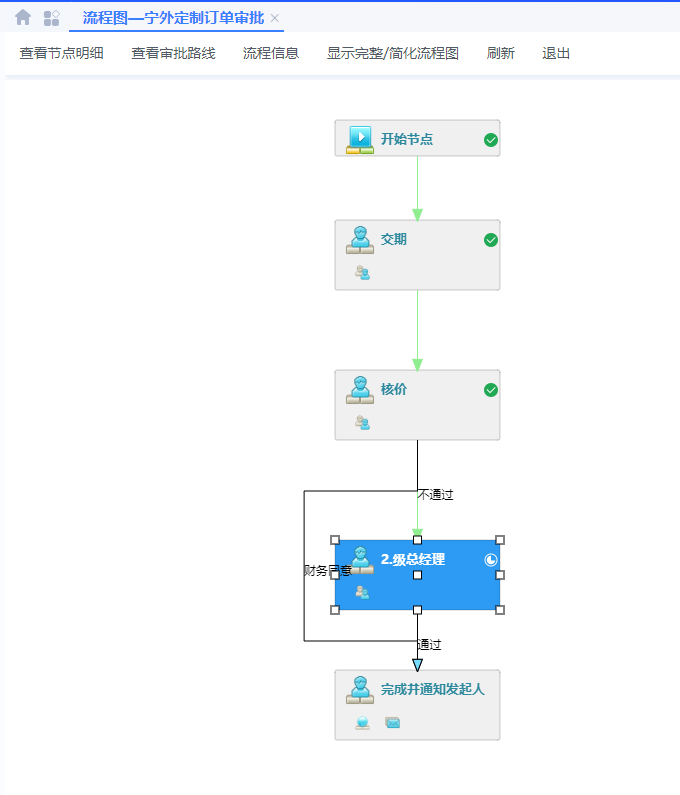 流程图—宁外定制订单审批
查看节点明细 查看审批路线 流程信息 显示完整/简化流程图 刷新 退出
开始节点
交期
核价
不通过
2.级总经理
财务同意
通过
完成并通知发起人